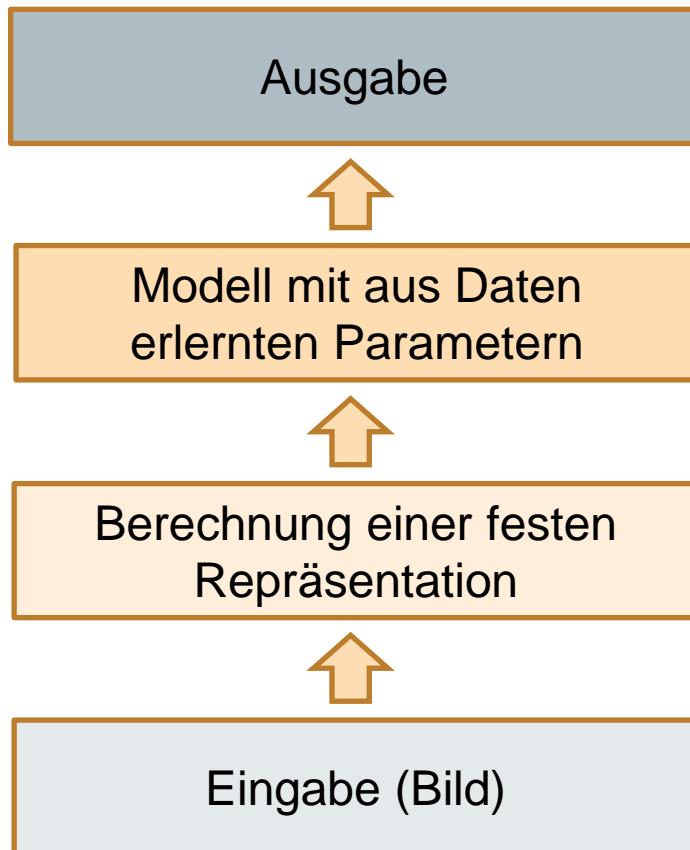 Ausgabe
Modell mit aus Daten
erlernten Parametern
Berechnung einer festen
Repräsentation
Eingabe (Bild)